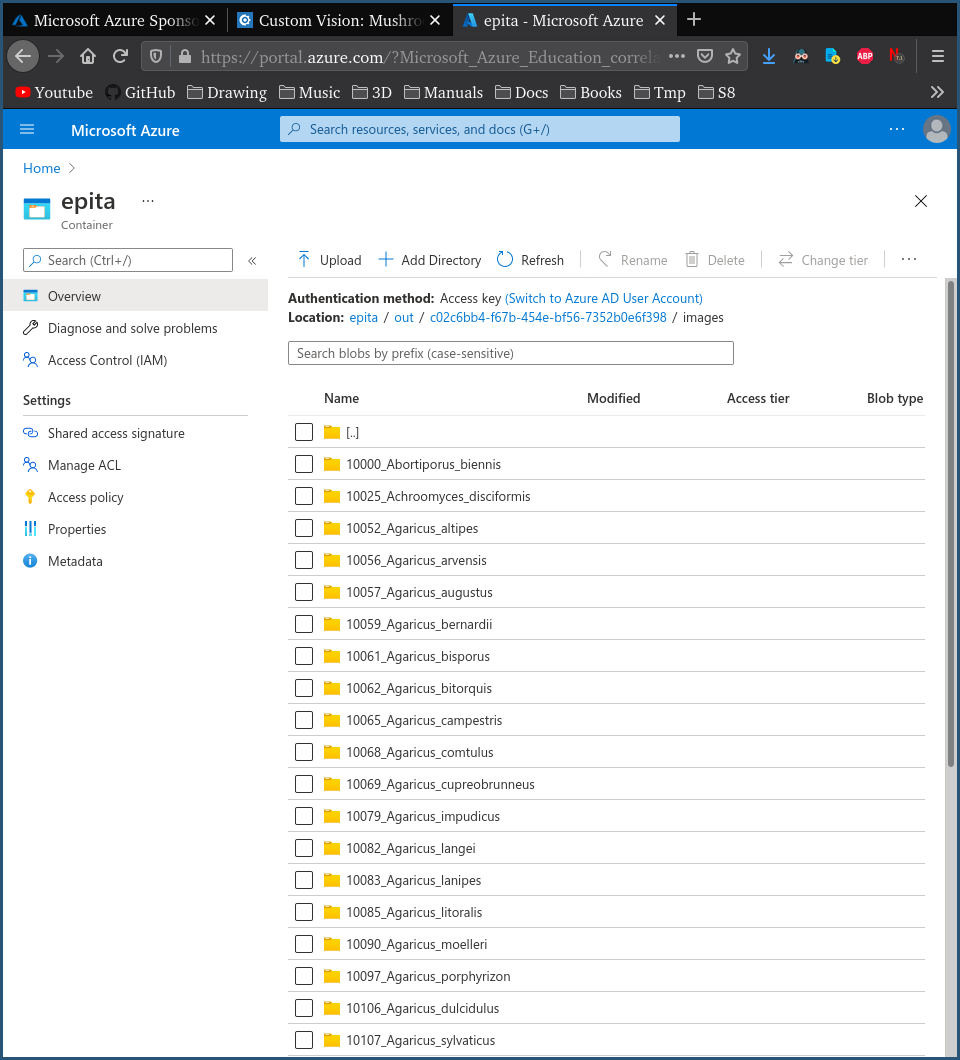 Microsoft Azure Spons
Custom Vision: Mushro
epita - Microsoft Azure
https://portal.azure.com/?Microsoft_Azure_Education_correla
ABP
Youtube GitHub Drawing Music 3D Manuals Docs Books Tmp S8
Microsoft Azure
Search resources, services, and docs (G+/)
Home
epita
Container
Search (Ctrl+/)
Overview
Diagnose and solve problems
Access Control (IAM)
Settings
Shared access signature
Manage ACL
Access policy
Properties
Metadata
Upload Add Directory Refresh Rename Delete Change tier
Authentication method: Access key (Switch to Azure AD User Account)
Location: epita / out / c02c6bb4-f67b-454e-bf56-7352b0e6f398 / images
Search blobs by prefix (case-sensitive)
Name Modified Access tier Blob type
[..]
10000_Abortiporus_biennis
10025_Achroomyces_disciformis
10052_Agaricus_altipes
10056_Agaricus_arvensis
10057_Agaricus_augustus
10059_Agaricus_bernardii
10061_Agaricus_bisporus
10062_Agaricus_bitorquis
10065_Agaricus_campestris
10068_Agaricus_comtulus
10069_Agaricus_cupreobrunneus
10079_Agaricus_impudicus
10082_Agaricus_langei
10083_Agaricus_lanipes
10085_Agaricus_litoralis
10090_Agaricus_moelleri
10097_Agaricus_porphyrizon
10106_Agaricus_dulcidulus
10107_Agaricus_sylvaticus